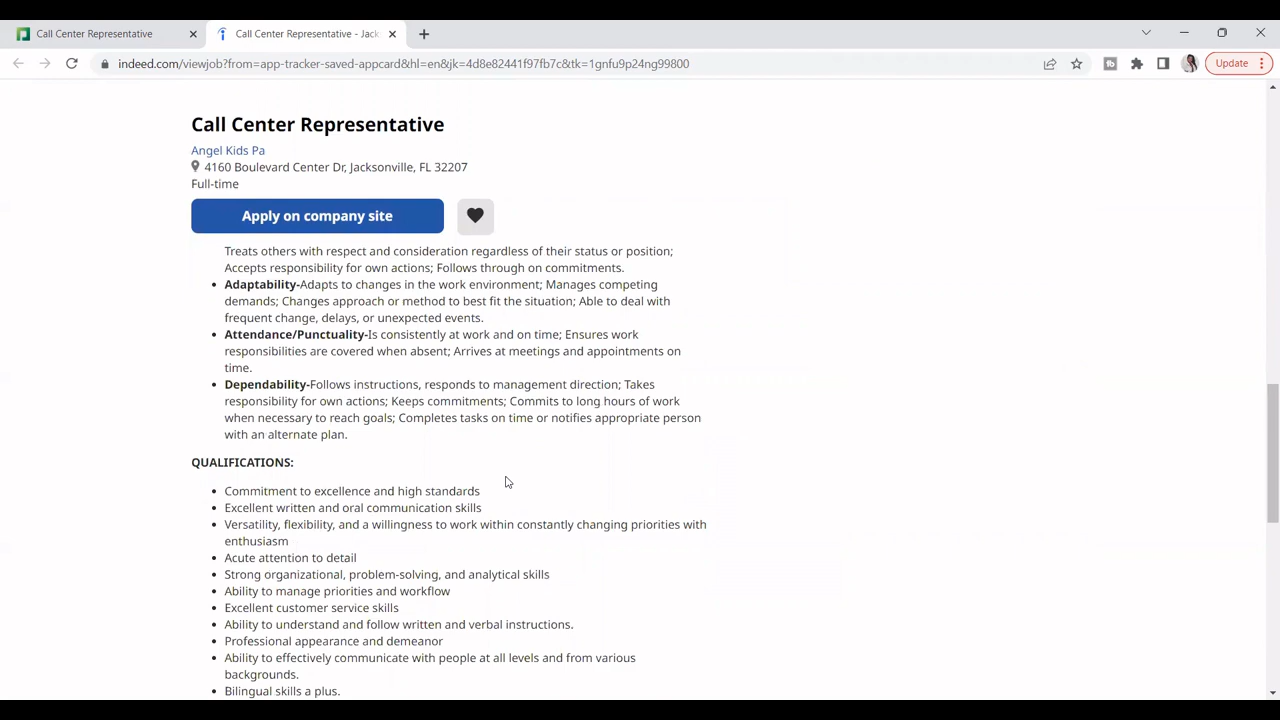 Call Center Representative
Call Center Representative - Jack
indeed.com/viewjob?from=app-tracker-saved-appcard&hl=en&jk=4d8e82441f97fb7c&tk=1gnfu9p24ng99800
Update
Call Center Representative
Angel Kids Pa
4160 Boulevard Center Dr, Jacksonville, FL 32207
Full-time
Apply on company site
Treats others with respect and consideration regardless of their status or position;
Accepts responsibility for own actions; Follows through on commitments.
Adaptability-Adapts to changes in the work environment; Manages competing
demands; Changes approach or method to best fit the situation; Able to deal with
frequent change, delays, or unexpected events.
Attendance/Punctuality-Is consistently at work and on time; Ensures work
responsibilities are covered when absent; Arrives at meetings and appointments on
time.
Dependability-Follows instructions, responds to management direction; Takes
responsibility for own actions; Keeps commitments; Commits to long hours of work
when necessary to reach goals; Completes tasks on time or notifies appropriate person
with an alternate plan.
QUALIFICATIONS:
Commitment to excellence and high standards
Excellent written and oral communication skills
Versatility, flexibility, and a willingness to work within constantly changing priorities with
enthusiasm
Acute attention to detail
Strong organizational, problem-solving, and analytical skills
Ability to manage priorities and workflow
Excellent customer service skills
Ability to understand and follow written and verbal instructions.
Professional appearance and demeanor
Ability to effectively communicate with people at all levels and from various
backgrounds.
Bilingual skills a plus.